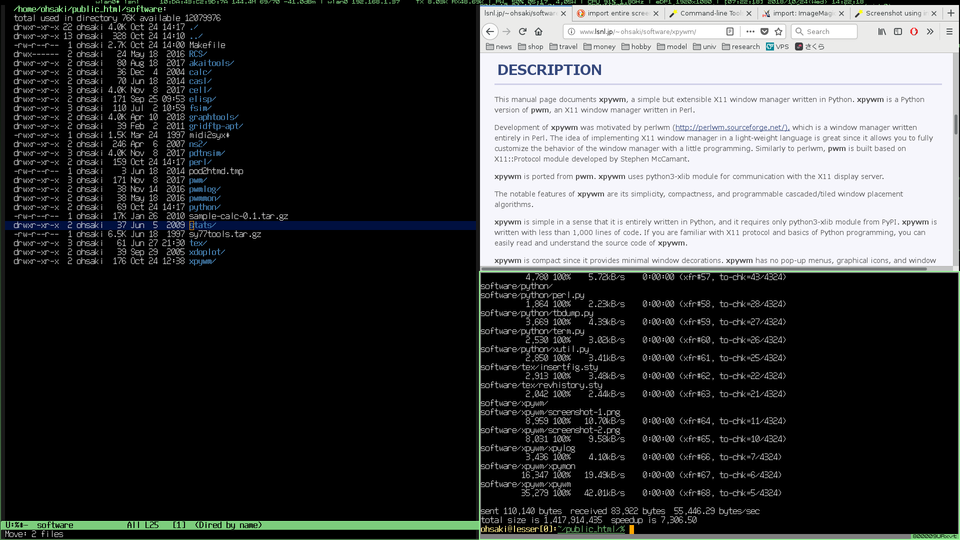 /home/ohsaki/public_html/software:
total used in directory 76K available 12079976
drwxr-xr-x 22 ohsaki 4.0K Oct 24 14:17 ./
drwxr-xr-x 13 ohsaki 328 Oct 24 14:10 ../
-rw-r--r-- 1 ohsaki 2.7K Oct 24 14:00 Makefile
drwx------ 2 ohsaki 24 May 18 2016 RCS/
drwxr-xr-x 2 ohsaki 80 Aug 18 2017 akaitools/
drwxr-xr-x 2 ohsaki 36 Dec 4 2004 calc/
drwxr-xr-x 2 ohsaki 70 Jun 18 2014 casl/
drwxr-xr-x 3 ohsaki 4.0K Nov 8 2017 cell/
drwxr-xr-x 2 ohsaki 171 Sep 25 09:53 elisp/
drwxr-xr-x 3 ohsaki 110 Jul 2 10:59 fsim/
drwxr-xr-x 2 ohsaki 4.0K Apr 10 2018 graphtools/
drwxr-xr-x 2 ohsaki 39 Feb 2 2011 gridftp-apt/
-rwxr-xr-x 1 ohsaki 1.5K Mar 24 1997 midi2syx*
drwxr-xr-x 2 ohsaki 246 Apr 6 2007 ns2/
drwxr-xr-x 2 ohsaki 4.0K Nov 8 2017 pdtnsim/
drwxr-xr-x 2 ohsaki 159 Oct 24 14:17 perl/
-rw-r--r-- 1 ohsaki 3 Jun 18 2014 pod2htmd.tmp
drwxr-xr-x 3 ohsaki 171 Nov 8 2017 pwm/
drwxr-xr-x 2 ohsaki 38 Nov 14 2016 pwmlog/
drwxr-xr-x 2 ohsaki 38 May 18 2016 pwmmon/
drwxr-xr-x 2 ohsaki 69 Oct 24 14:17 python/
-rw-r--r-- 1 ohsaki 17K Jan 26 2010 sample-calc-0.1.tar.gz
drwxr-xr-x 2 ohsaki 37 Jun 5 2009 stats/
-rw-r--r-- 1 ohsaki 6.5K Jun 18 1997 sy77tools.tar.gz
drwxr-xr-x 3 ohsaki 61 Jun 27 21:30 tex/
drwxr-xr-x 2 ohsaki 39 Sep 29 2005 xdoplot/
drwxr-xr-x 2 ohsaki 176 Oct 24 12:38 xpywm/
U:%*- software All L25 [1] (Dired by name)
Move: 2 files
lsnl.jp/~ohsaki/software
import entire scree
Command-line Tool
import: ImageMag
Screenshot using im
www.lsnl.jp/~ohsaki/software/xpywm/
Search
news shop travel money hobby model univ research VPS さくら
DESCRIPTION
This manual page documents xpywm, a simple but extensible X11 window manager written in Python. xpywm is a Python
version of pwm, an X11 window manager written in Perl.
Development of xpywm was motivated by perlwm (http://perlwm.sourceforge.net/), which is a window manager written
entirely in Perl. The idea of implementing X11 window manager in a light-weight language is great since it allows you to fully
customize the behavior of the window manager with a little programming. Similarly to perlwm, pwm is built based on
X11::Protocol module developed by Stephen McCamant.
xpywm is ported from pwm. xpywm uses python3-xlib module for communication with the X11 display server.
The notable features of xpywm are its simplicity, compactness, and programmable cascaded/tiled window placement
algorithms.
xpywm is simple in a sense that it is entirely written in Python, and it requires only python3-xlib module from PyPI. xpywm is
written with less than 1,000 lines of code. If you are familiar with X11 protocol and basics of Python programming, you can
easily read and understand the source code of xpywm.
xpywm is compact since it provides minimal window decorations. xpywm has no pop-up menus, graphical icons, and window
4,780 100% 5.72kB/s 0:00:00 (xfr#57, to-chk=43/4324)
software/python/
software/python/perl.py
1,864 100% 2.23kB/s 0:00:00 (xfr#58, to-chk=28/4324)
software/python/tbdump.py
3,669 100% 4.39kB/s 0:00:00 (xfr#59, to-chk=27/4324)
software/python/term.py
2,530 100% 3.02kB/s 0:00:00 (xfr#60, to-chk=26/4324)
software/python/xutil.py
2,850 100% 3.41kB/s 0:00:00 (xfr#61, to-chk=25/4324)
software/tex/insertfig.sty
2,913 100% 3.48kB/s 0:00:00 (xfr#62, to-chk=22/4324)
software/tex/revhistory.sty
2,042 100% 2.44kB/s 0:00:00 (xfr#63, to-chk=21/4324)
software/xpywm/
software/xpywm/screenshot-1.png
8,959 100% 10.70kB/s 0:00:00 (xfr#64, to-chk=11/4324)
software/xpywm/screenshot-2.png
8,031 100% 9.58kB/s 0:00:00 (xfr#65, to-chk=10/4324)
software/xpywm/xpylog
3,436 100% 4.10kB/s 0:00:00 (xfr#66, to-chk=7/4324)
software/xpywm/xpymon
16,347 100% 19.49kB/s 0:00:00 (xfr#67, to-chk=6/4324)
software/xpywm/xpywm
35,279 100% 42.01kB/s 0:00:00 (xfr#68, to-chk=5/4324)
sent 110,140 bytes received 83,922 bytes 55,446.29 bytes/sec
total size is 1,417,914,435 speedup is 7,306.50
ohsaki@lesser[0]:~/public_html/%